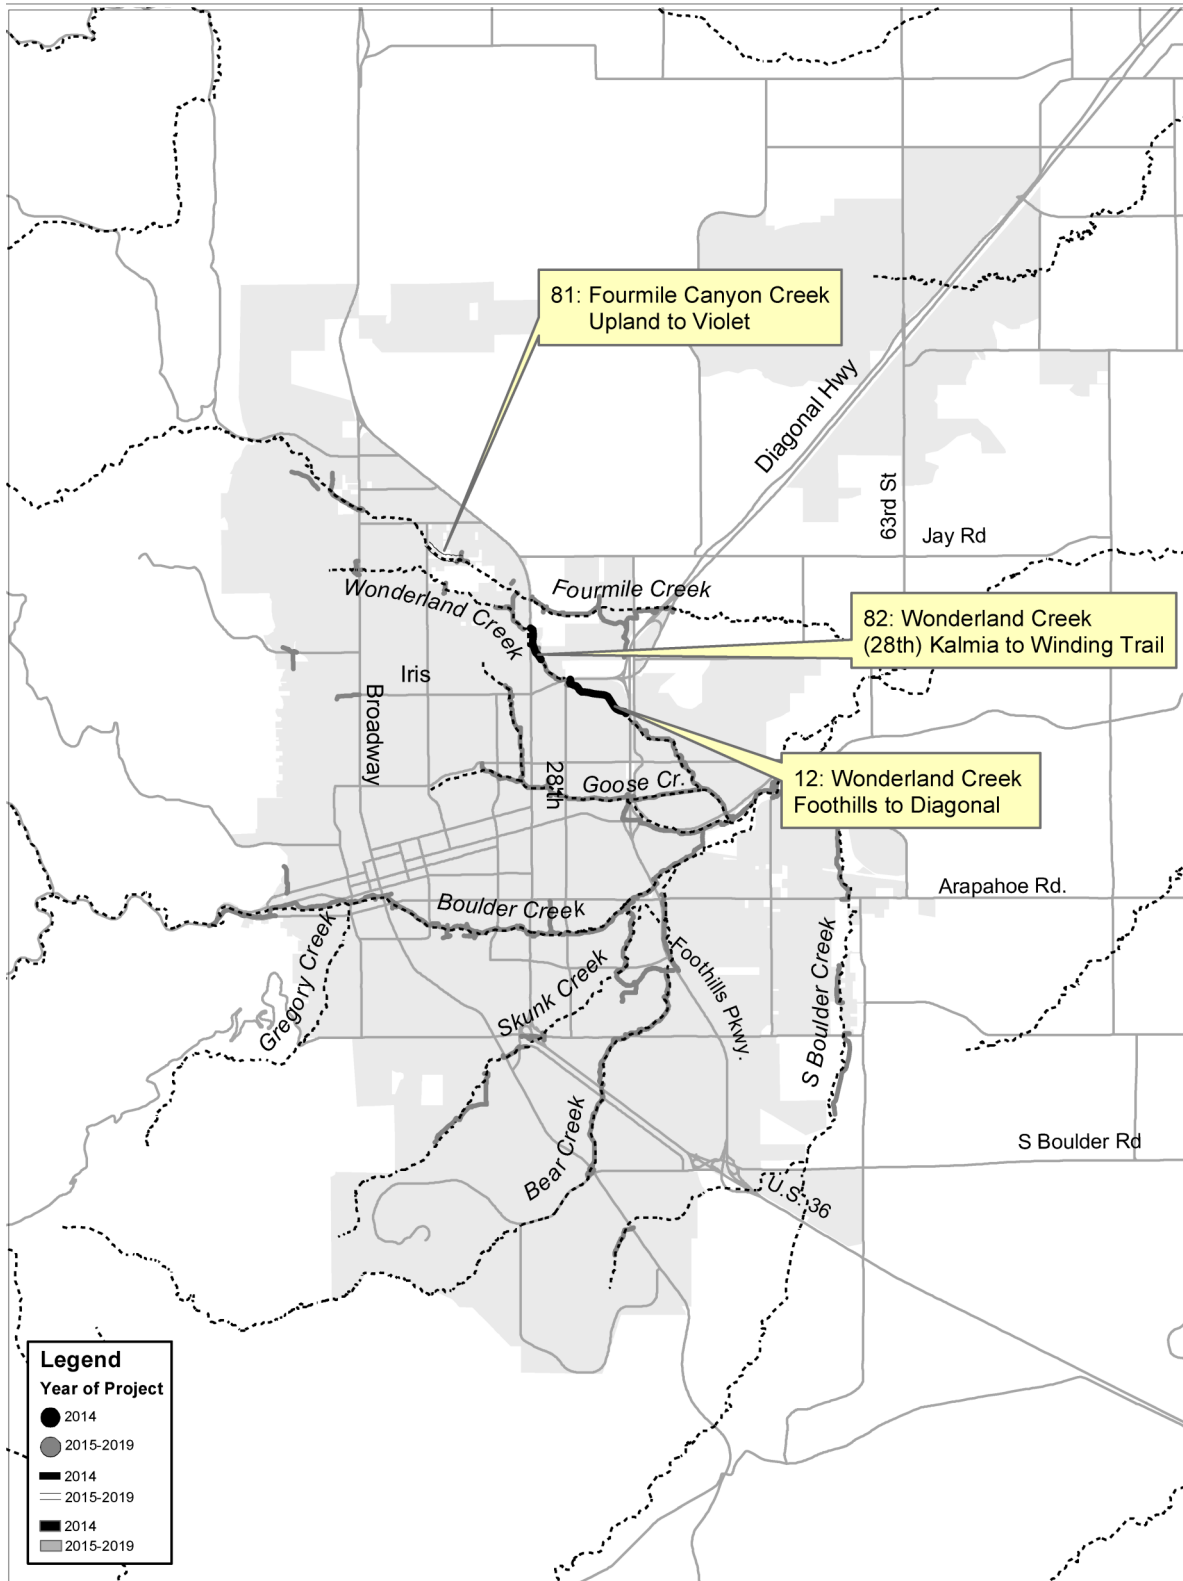 81: Fourmile Canyon Creek
Upland to Violet
Diagonal Hwy
63rd St
Jay Rd
Fourmile Creek
Wonderland Creek
82: Wonderland Creek
(28th) Kalmia to Winding Trail
Iris
Broadway
28th
Goose Cr.
12: Wonderland Creek
Foothills to Diagonal
Arapahoe Rd.
Boulder Creek
Gregory Creek
Skunk Creek
Foothills Pkwy.
S Boulder Creek
Bear Creek
S Boulder Rd
U.S. 36
Legend
Year of Project
2014
2015-2019
2014
2015-2019
2014
2015-2019